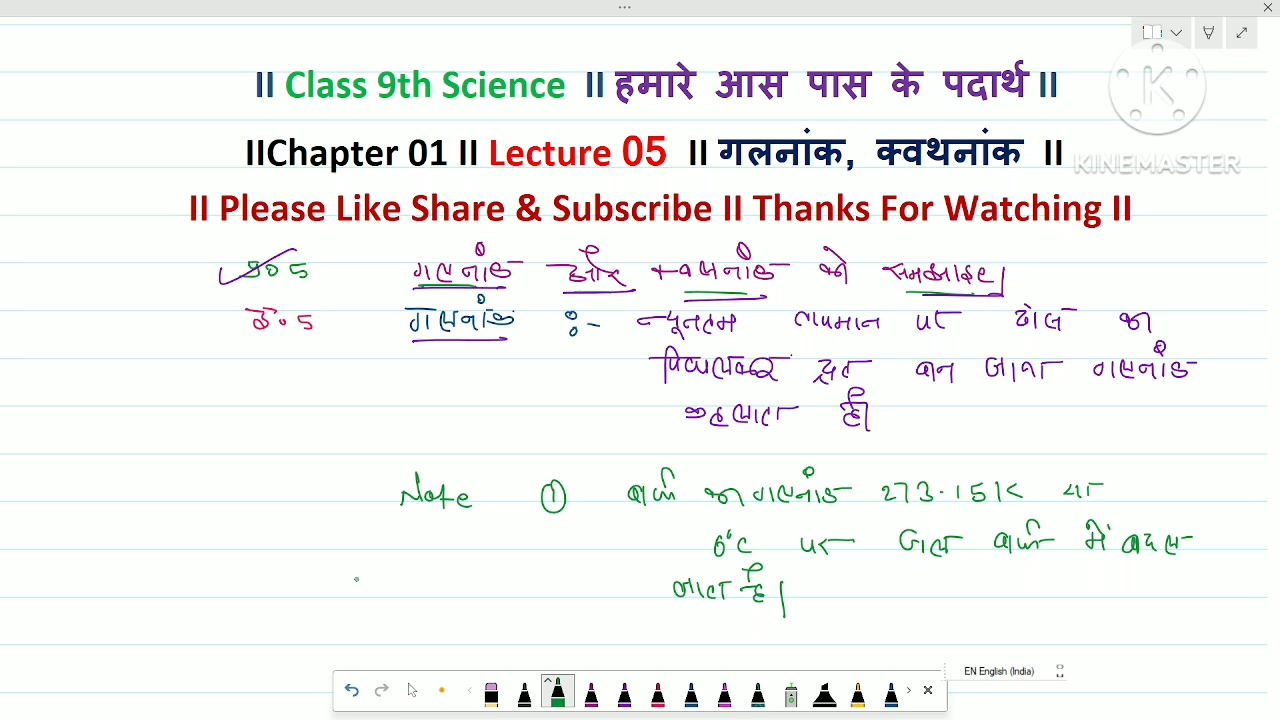 II Class 9th Science II हमारे आस पास के पदार्थ II
IIChapter 01 II Lecture 05 II गलनांक, क्वथनांक II
KINEMASTER
II Please Like Share & Subscribe II Thanks For Watching II
प्र० 5 गलनांक और क्वथनांक को समझाइए।
उ० 5 गलनांक :- न्यूनतम तापमान पर ठोस का
पिघलकर द्रव बन जाना गलनांक
कहलाता है।
Note ① बर्फ का गलनांक 273.15K या
0°C पर जल बर्फ में बदल
जाता है।
EN English (India)